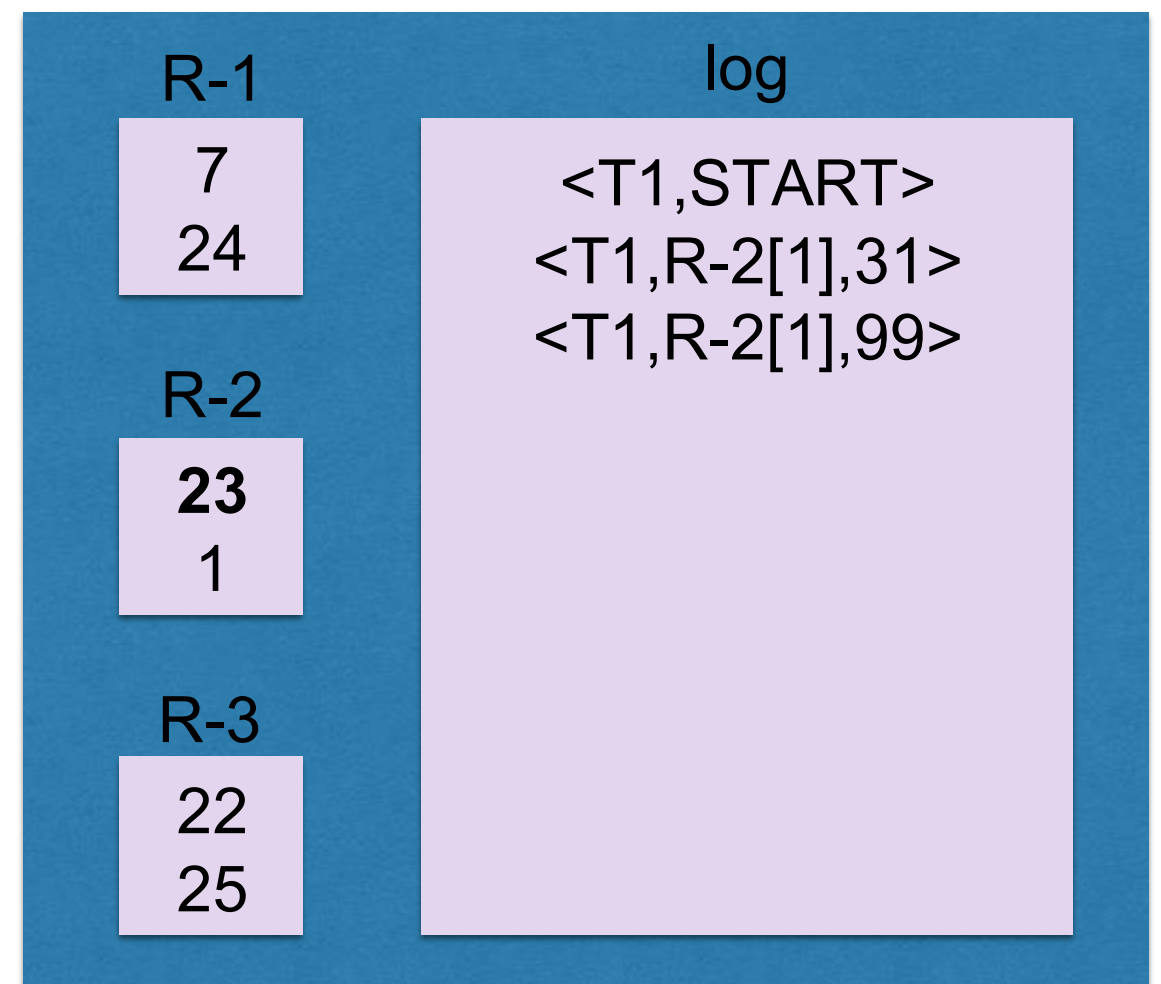 R-1
7
24
R-2
23
1
R-3
22
25
log
<T1,START>
<T1,R-2[1],31>
<T1,R-2[1],99>